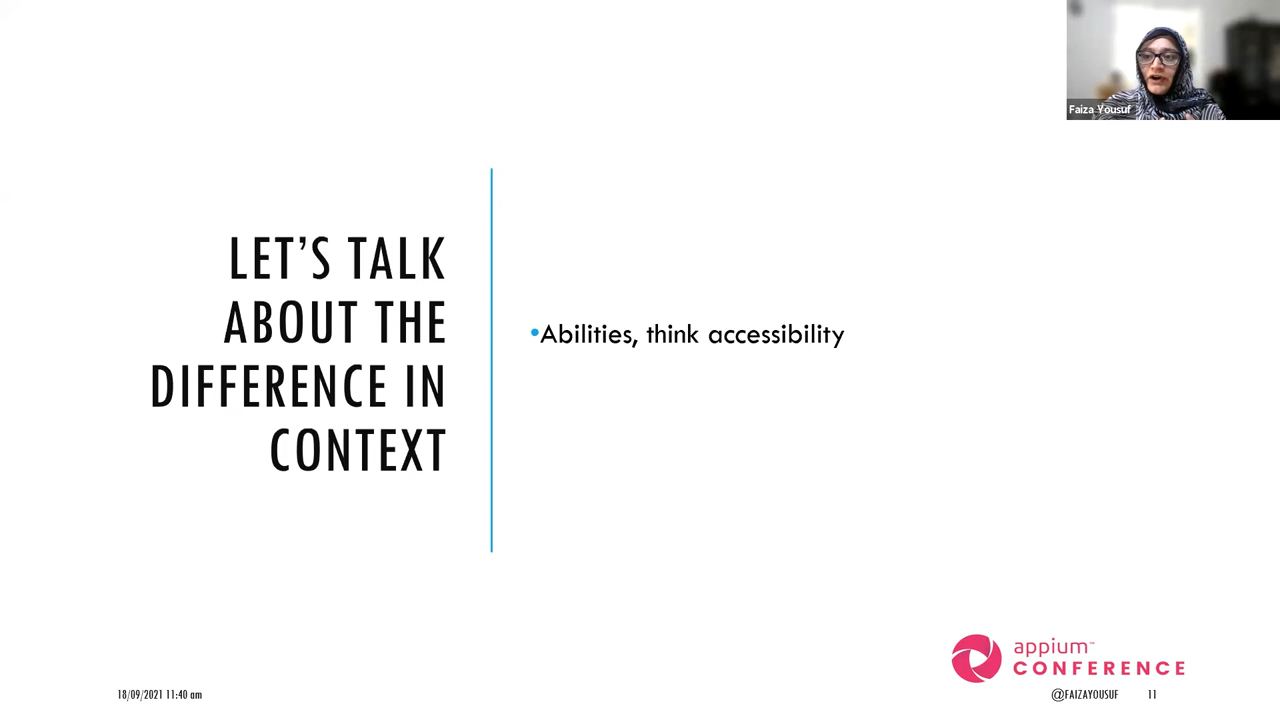 Faiza Yousuf
LET’S TALK
ABOUT THE
DIFFERENCE IN
CONTEXT
•Abilities, think accessibility
appium™
CONFERENCE
18/09/2021 11:40 am
@FAIZAYOUSUF
11